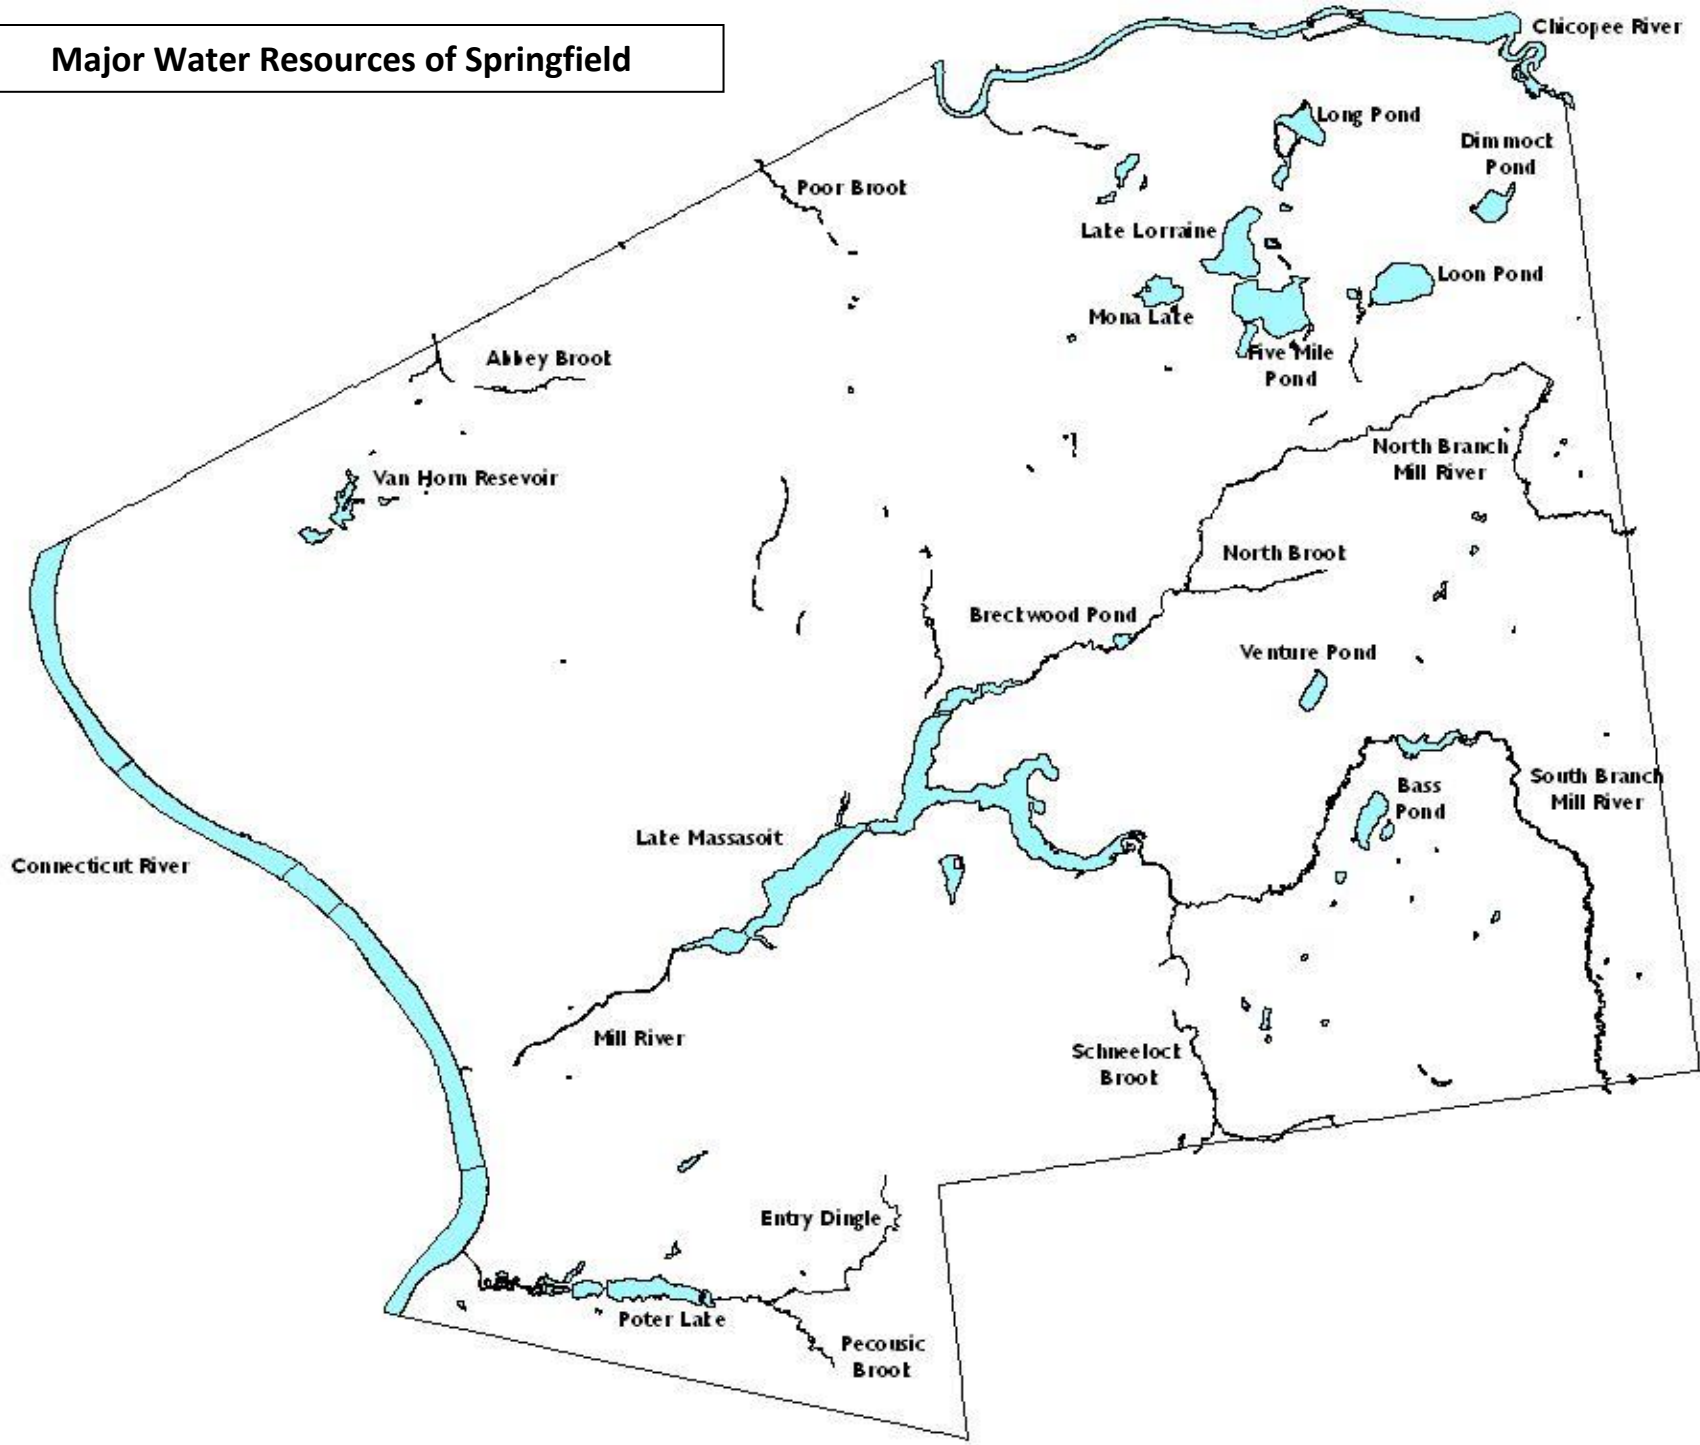 Major Water Resources of Springfield
Chicopee River
Long Pond
Dimmock
Pond
Poor Brook
Lake Lorraine
Loon Pond
Mona Lake
Five Mile
Pond
Abbey Brook
North Branch
Mill River
Van Horn Resevoir
North Brook
Breckwood Pond
Venture Pond
South Branch
Mill River
Bass
Pond
Lake Massasoit
Connecticut River
Mill River
Schneelock
Brook
Entry Dingle
Poter Lake
Pecousic
Brook